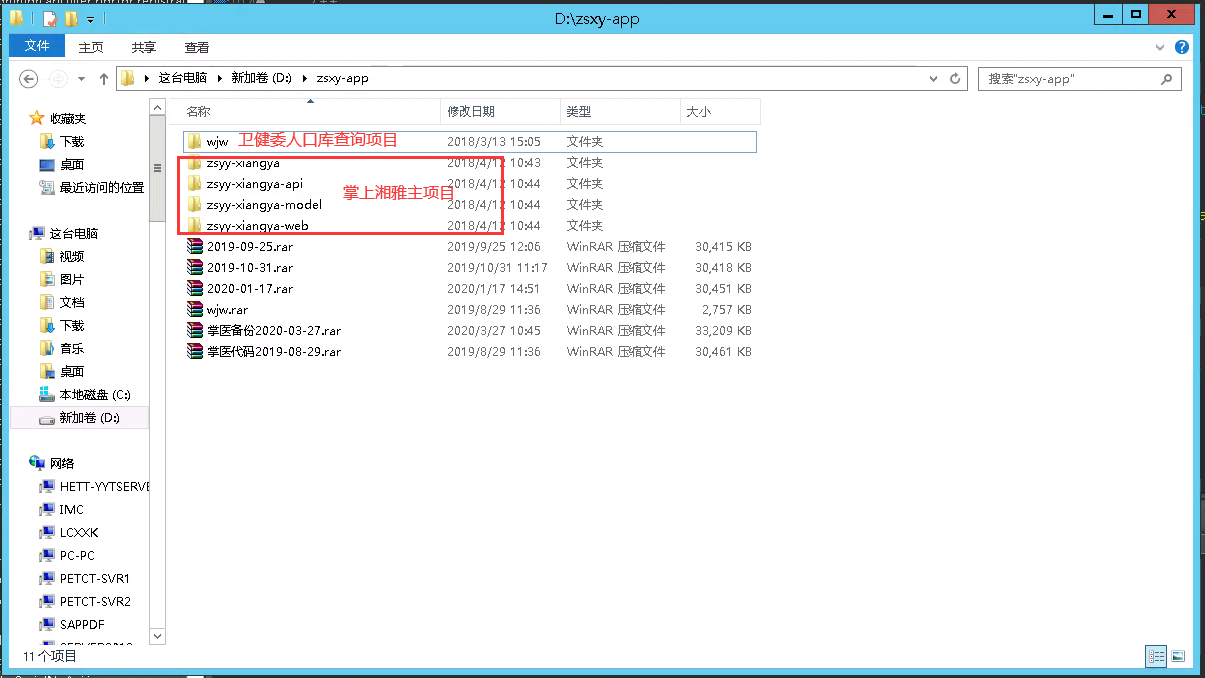 D:\zsxy-app
文件 主页 共享 查看
这台电脑 新加卷 (D:) zsxy-app
搜索"zsxy-app"
名称 修改日期 类型 大小
wjw 卫健委人口库查询项目 2018/3/13 15:05 文件夹
zsyy-xiangya 2018/4/12 10:43 文件夹
zsyy-xiangya-api 2018/4/12 10:44 文件夹
掌上湘雅主项目
zsyy-xiangya-model 2018/4/12 10:44 文件夹
zsyy-xiangya-web 2018/4/12 10:44 文件夹
2019-09-25.rar 2019/9/25 12:06 WinRAR 压缩文件 30,415 KB
2019-10-31.rar 2019/10/31 11:17 WinRAR 压缩文件 30,418 KB
2020-01-17.rar 2020/1/17 14:51 WinRAR 压缩文件 30,451 KB
wjw.rar 2019/8/29 11:36 WinRAR 压缩文件 2,757 KB
掌医备份2020-03-27.rar 2020/3/27 10:45 WinRAR 压缩文件 33,209 KB
掌医代码2019-08-29.rar 2019/8/29 11:36 WinRAR 压缩文件 30,461 KB
收藏夹
下载
桌面
最近访问的位置
这台电脑
视频
图片
文档
下载
音乐
桌面
本地磁盘 (C:)
新加卷 (D:)
网络
HETT-YYTSERVE
IMC
LCXXK
PC-PC
PETCT-SVR1
PETCT-SVR2
SAPPDF
11 个项目